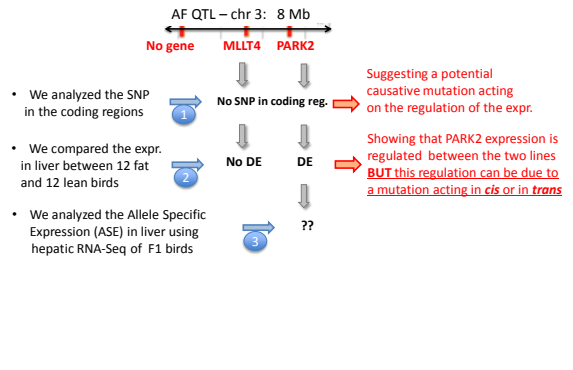 AF QTL – chr 3: 8 Mb
No gene MLLT4 PARK2
• We analyzed the SNP
in the coding regions
1
No SNP in coding reg.
Suggesting a potential
causative mutation acting
on the regulation of the expr.
• We compared the expr.
in liver between 12 fat
and 12 lean birds
2
No DE DE
Showing that PARK2 expression is
regulated between the two lines
BUT this regulation can be due to
a mutation acting in cis or in trans
• We analyzed the Allele Specific
Expression (ASE) in liver using
hepatic RNA-Seq of F1 birds
3
??